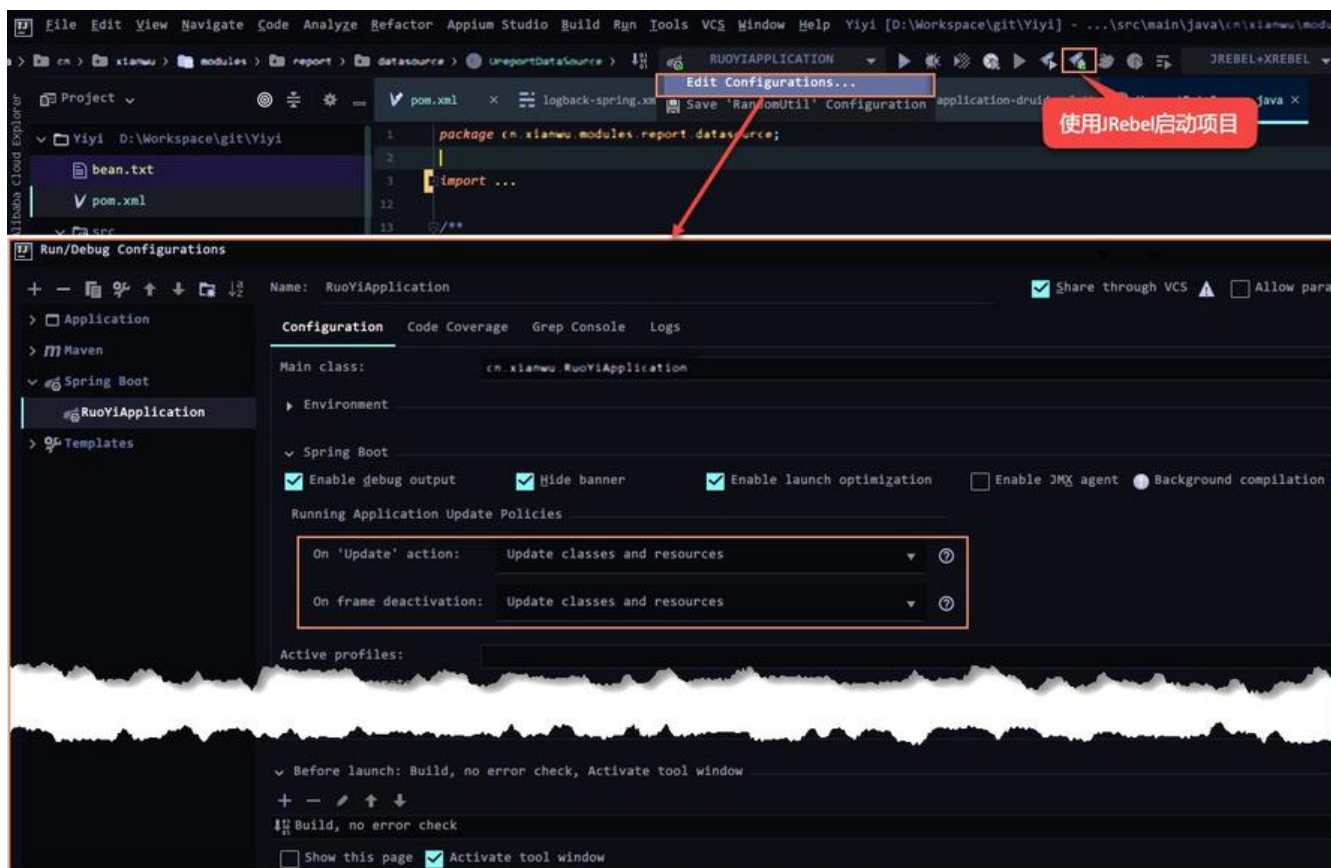 File Edit View Navigate Code Analyze Refactor Appium Studio Build Run Tools VCS Window Help Yiyi [D:\Workspace\git\Yiyi] - ...\src\main\java\cn\xianwu\modu
cn > xianwu > modules > report > datasource > UreportDataSource > RUOYIAPPLICATION JREBEL+XREBEL
Edit Configurations...
Project pom.xml logback-spring.xm Save 'RandomUtil' Configuration application-druid java
使用JRebel启动项目
Alibaba Cloud Explorer
Yiyi D:\Workspace\git\Yiyi
1 package cn.xianwu.modules.report.datasource;
2
bean.txt
3 import ...
pom.xml
12
src
13 /**
Run/Debug Configurations
Name: RuoYiApplication Share through VCS Allow para
Application
Configuration Code Coverage Grep Console Logs
Maven
Main class: cn.xianwu.RuoYiApplication
Spring Boot
RuoYiApplication
Environment
Templates
Spring Boot
Enable debug output Hide banner Enable launch optimization Enable JMX agent Background compilation
Running Application Update Policies
On 'Update' action: Update classes and resources
On frame deactivation: Update classes and resources
Active profiles:
Before launch: Build, no error check, Activate tool window
Build, no error check
Show this page Activate tool window